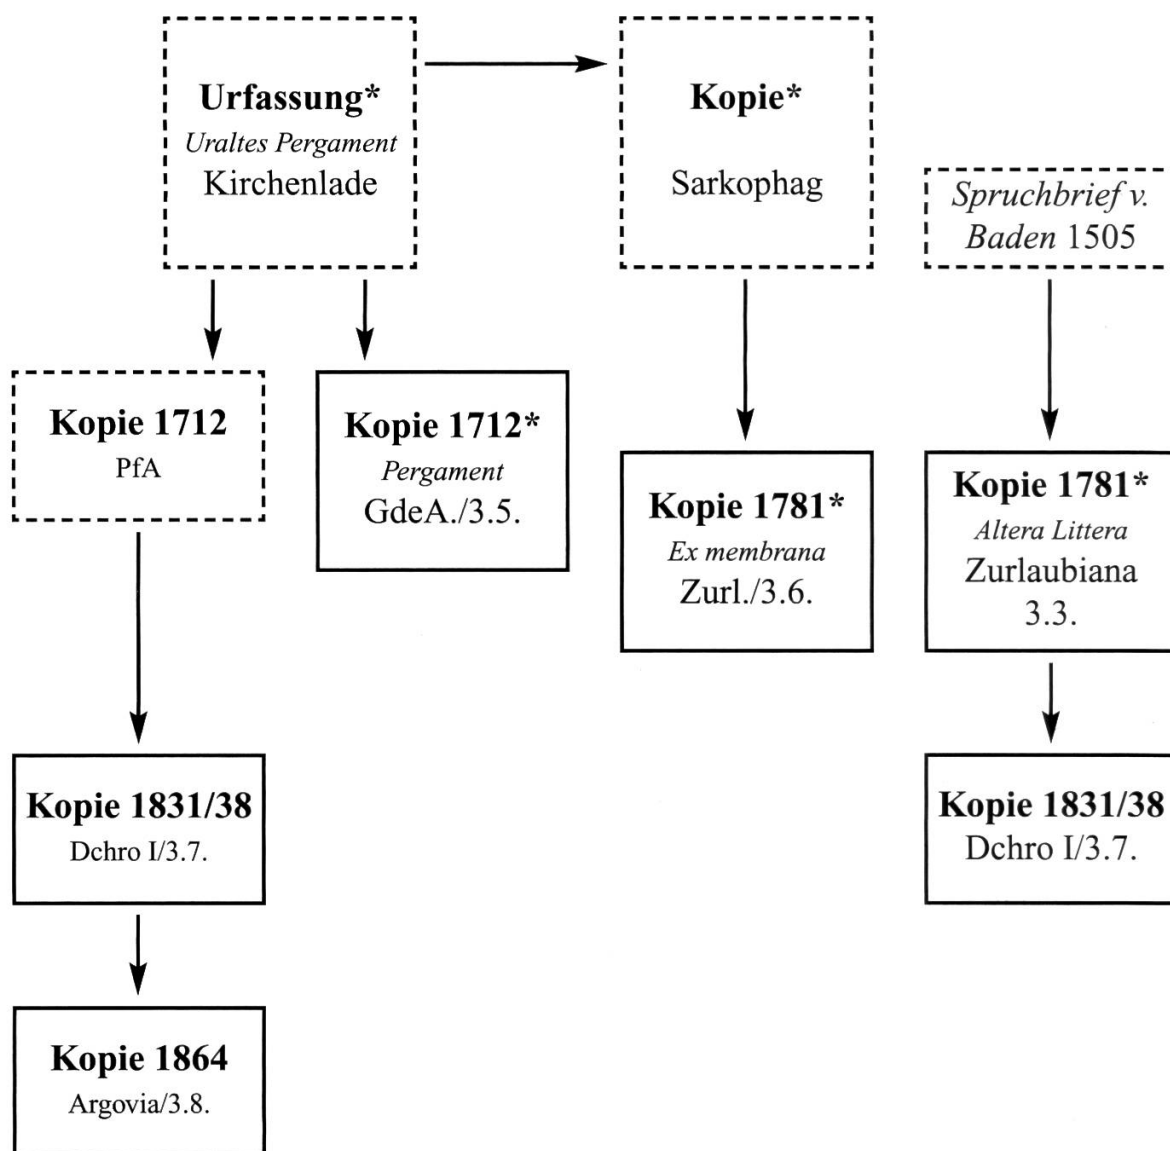 Urfassung*
Uraltes Pergament
Kirchenlade
Kopie*
Sarkophag
Spruchbrief v.
Baden 1505
Kopie 1712
PfA
Kopie 1712*
Pergament
GdeA./3.5.
Kopie 1781*
Ex membrana
Zurl./3.6.
Kopie 1781*
Altera Littera
Zurlaubiana
3.3.
Kopie 1831/38
Dchro I/3.7.
Kopie 1831/38
Dchro I/3.7.
Kopie 1864
Argovia/3.8.